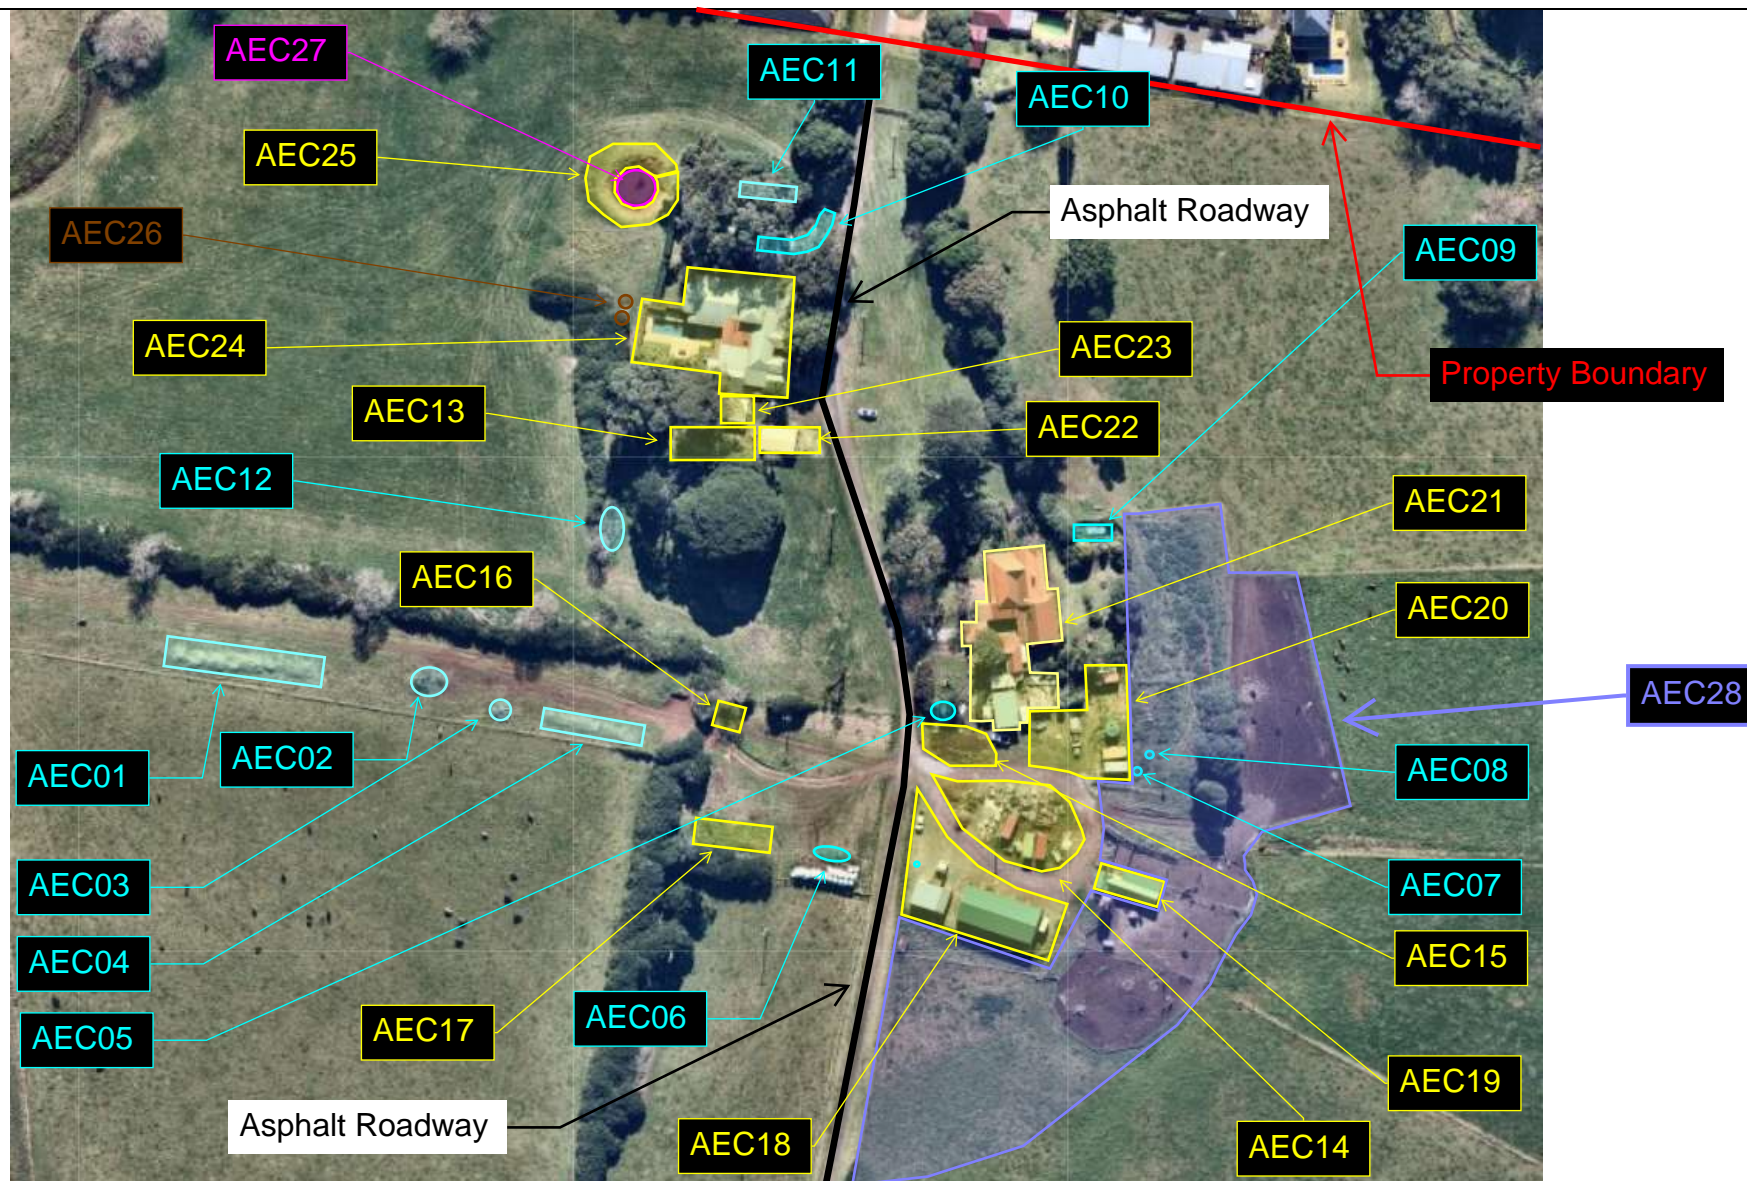 AEC27
AEC11
AEC10
AEC25
Asphalt Roadway
AEC26
AEC09
AEC24
AEC23
Property Boundary
AEC13
AEC22
AEC12
AEC21
AEC16
AEC20
AEC28
AEC01
AEC02
AEC08
AEC03
AEC07
AEC04
AEC15
AEC05
AEC17
AEC06
AEC19
Asphalt Roadway
AEC18
AEC14